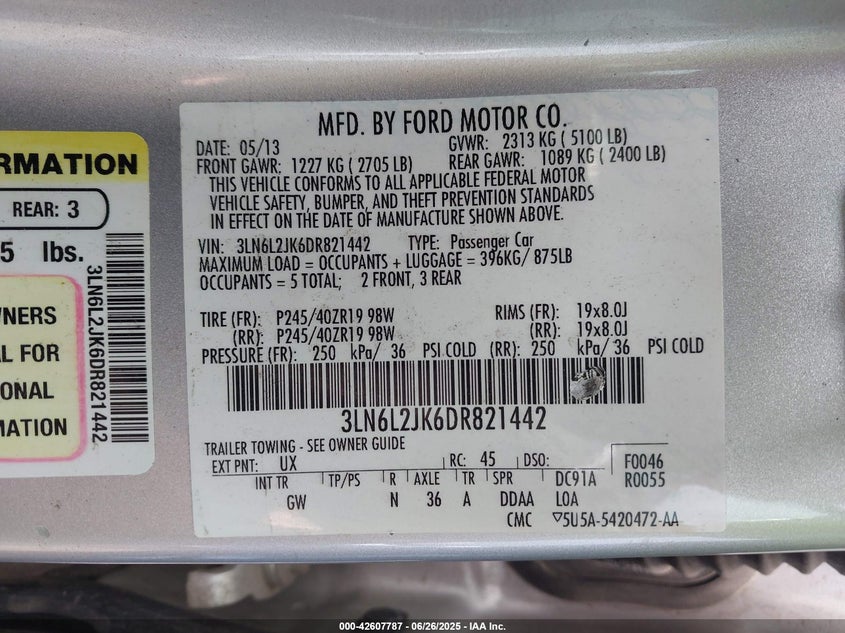 RMATION
REAR: 3
5 lbs.
WNERS
AL FOR
IONAL
MATION
3LN6L2JK6DR821442
MFD. BY FORD MOTOR CO.
DATE: 05/13 GVWR: 2313 KG ( 5100 LB)
FRONT GAWR: 1227 KG ( 2705 LB) REAR GAWR: 1089 KG ( 2400 LB)
THIS VEHICLE CONFORMS TO ALL APPLICABLE FEDERAL MOTOR
VEHICLE SAFETY, BUMPER, AND THEFT PREVENTION STANDARDS
IN EFFECT ON THE DATE OF MANUFACTURE SHOWN ABOVE.
VIN: 3LN6L2JK6DR821442 TYPE: Passenger Car
MAXIMUM LOAD = OCCUPANTS + LUGGAGE = 396KG/ 875LB
OCCUPANTS = 5 TOTAL; 2 FRONT, 3 REAR
TIRE (FR): P245/40ZR19 98W RIMS (FR): 19x8.0J
(RR): P245/40ZR19 98W (RR): 19x8.0J
PRESSURE (FR): 250 kPa/ 36 PSI COLD (RR): 250 kPa/ 36 PSI COLD
3LN6L2JK6DR821442
TRAILER TOWING - SEE OWNER GUIDE
EXT PNT: UX RC: 45 DSO: F0046
INT TR TP/PS R AXLE TR SPR DC91A R0055
GW N 36 A DDAA LOA
CMC ▽5U5A-5420472-AA
000-42607787 - 06/26/2025 - IAA Inc.